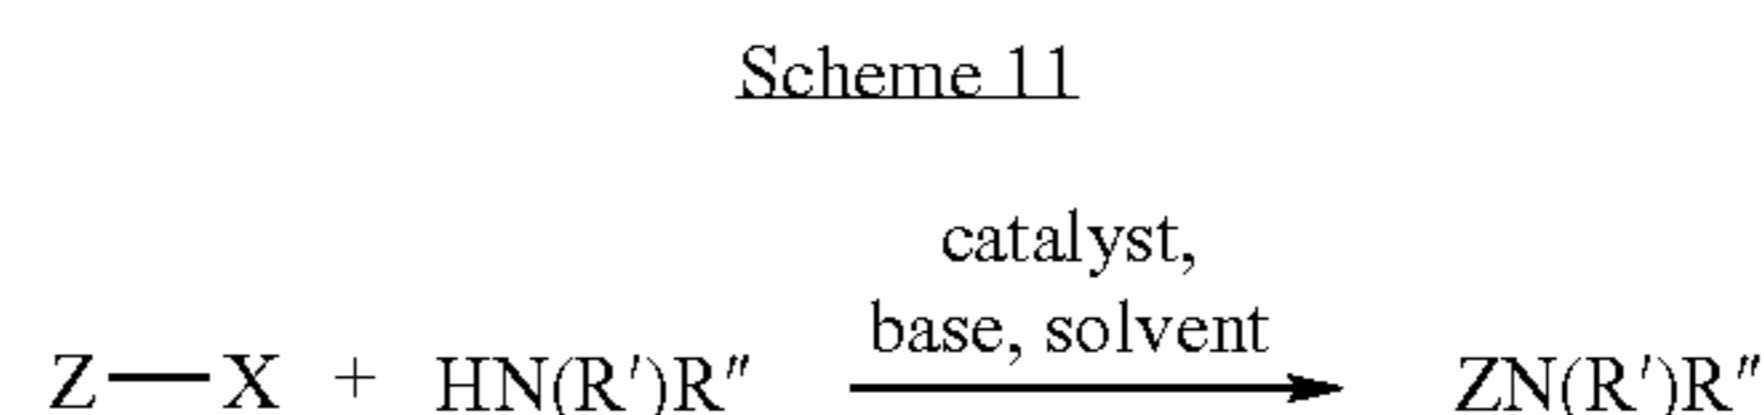 Scheme 11
catalyst,
base, solvent
Z—X + HN(R′)R″ ZN(R′)R″